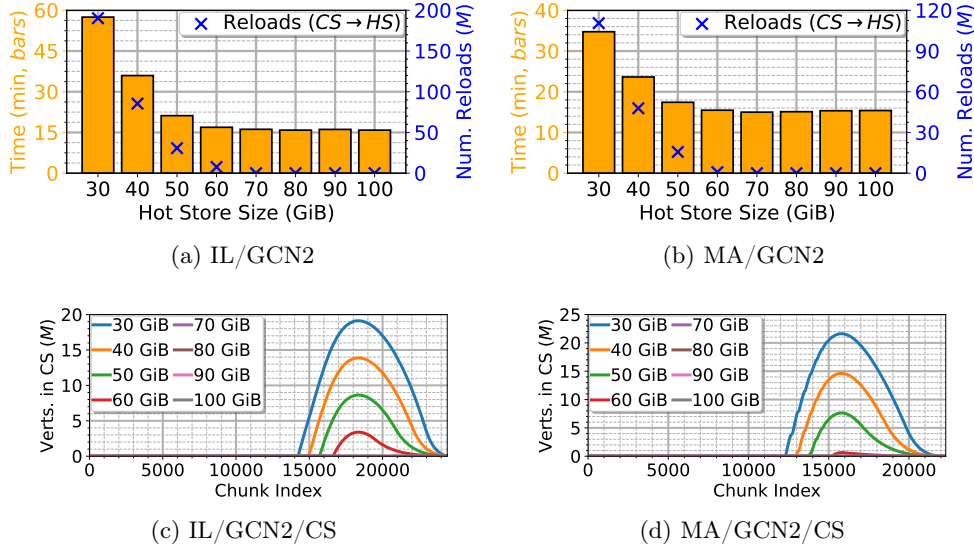 Time (min, bars)
60
45
30
15
0
Reloads (CS → HS)
200
150
100
50
0
Num. Reloads (M)
30 40 50 60 70 80 90 100
Hot Store Size (GiB)
(a) IL/GCN2
Time (min, bars)
40
30
20
10
0
Reloads (CS → HS)
120
90
60
30
0
Num. Reloads (M)
30 40 50 60 70 80 90 100
Hot Store Size (GiB)
(b) MA/GCN2
Verts. in CS (M)
20
15
10
5
0
30 GiB 70 GiB
40 GiB 80 GiB
50 GiB 90 GiB
60 GiB 100 GiB
0 5000 10000 15000 20000
Chunk Index
(c) IL/GCN2/CS
Verts. in CS (M)
25
20
15
10
5
0
30 GiB 70 GiB
40 GiB 80 GiB
50 GiB 90 GiB
60 GiB 100 GiB
0 5000 10000 15000 20000
Chunk Index
(d) MA/GCN2/CS